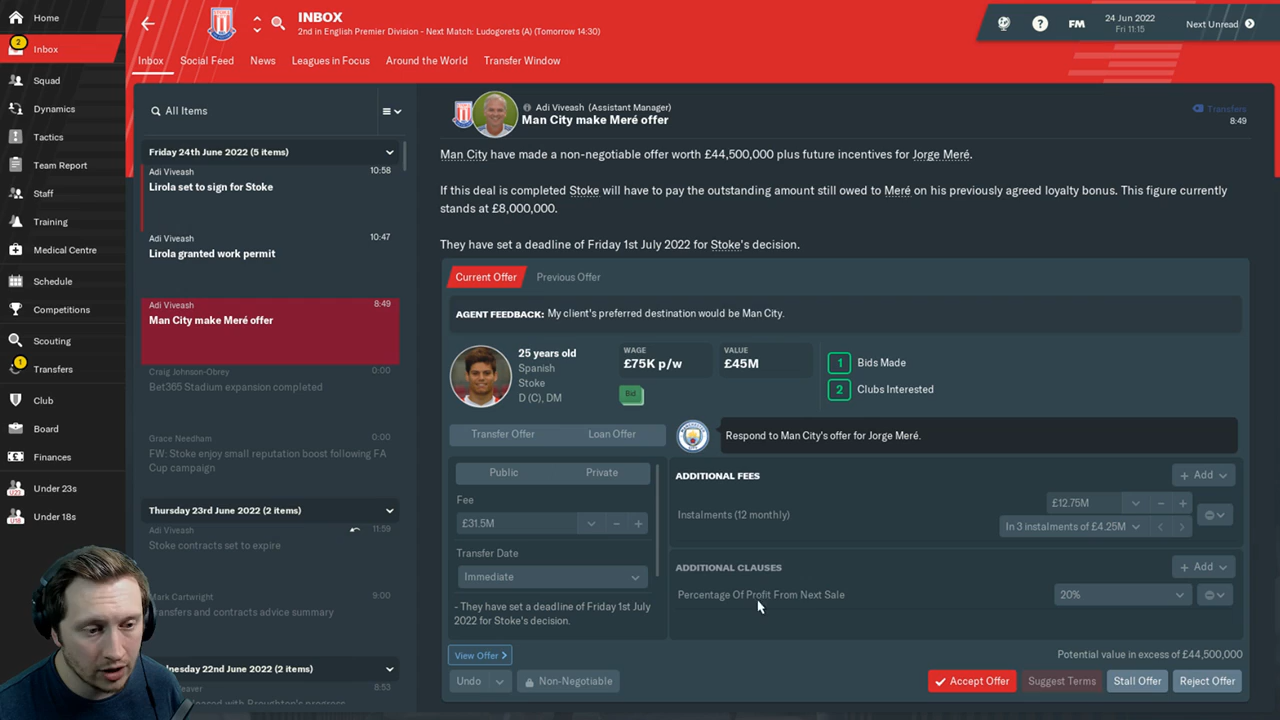 Home
INBOX
2nd in English Premier Division - Next Match: Ludogorets (A) (Tomorrow 14:30)
FM
24 Jun 2022
Fri 11:15
Next Unread
2
Inbox
Inbox
Social Feed
News
Leagues in Focus
Around the World
Transfer Window
Squad
Dynamics
Tactics
Team Report
Staff
Training
Medical Centre
Schedule
Competitions
Scouting
1
Transfers
Club
Board
Finances
Under 23s
Under 18s
All Items
Friday 24th June 2022 (5 items)
Adi Viveash
10:58
Lirola set to sign for Stoke
Adi Viveash
10:47
Lirola granted work permit
Adi Viveash
8:49
Man City make Meré offer
Craig Johnson-Obrey
0:00
Bet365 Stadium expansion completed
Grace Needham
0:00
FW: Stoke enjoy small reputation boost following FA
Cup campaign
Thursday 23rd June 2022 (2 items)
Adi Viveash
11:59
Stoke contracts set to expire
Mark Cartwright
9:00
ansfers and contracts advice summary
nesday 22nd June 2022 (2 items)
eaver
8:53
Adi Viveash (Assistant Manager)
Man City make Meré offer
Transfers
8:49
Man City have made a non-negotiable offer worth £44,500,000 plus future incentives for Jorge Meré.
If this deal is completed Stoke will have to pay the outstanding amount still owed to Meré on his previously agreed loyalty bonus. This figure currently
stands at £8,000,000.
They have set a deadline of Friday 1st July 2022 for Stoke's decision.
Current Offer
Previous Offer
AGENT FEEDBACK: My client's preferred destination would be Man City.
25 years old
Spanish
Stoke
D (C), DM
WAGE
£75K p/w
Bid
VALUE
£45M
1
Bids Made
2
Clubs Interested
Transfer Offer
Loan Offer
Respond to Man City's offer for Jorge Meré.
Public
Private
Fee
£31.5M
Transfer Date
Immediate
- They have set a deadline of Friday 1st July
2022 for Stoke's decision.
ADDITIONAL FEES
Add
Instalments (12 monthly)
£12.75M
In 3 instalments of £4.25M
ADDITIONAL CLAUSES
Add
Percentage Of Profit From Next Sale
20%
View Offer
Potential value in excess of £44,500,000
Undo
Non-Negotiable
Accept Offer
Suggest Terms
Stall Offer
Reject Offer